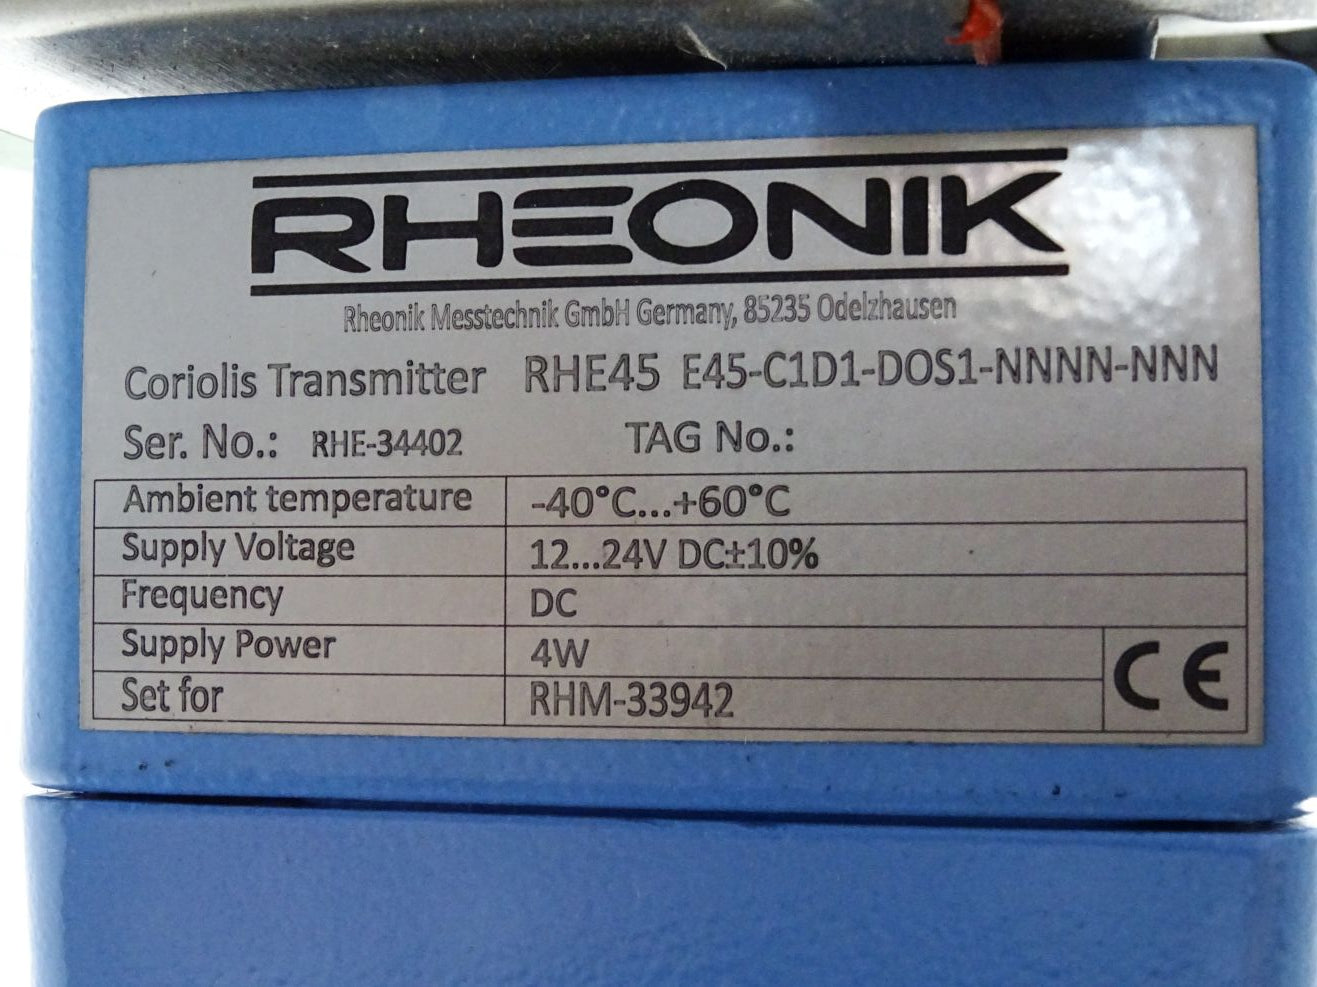 RHEONIK
Rheonik Messtechnik GmbH Germany, 85235 Odelzhausen
Coriolis Transmitter RHE45 E45-C1D1-DOS1-NNNN-NNN
Ser. No.: RHE-34402 TAG No.:
Ambient temperature -40°C...+60°C
Supply Voltage 12...24V DC±10%
Frequency DC
Supply Power 4W
Set for RHM-33942
CE